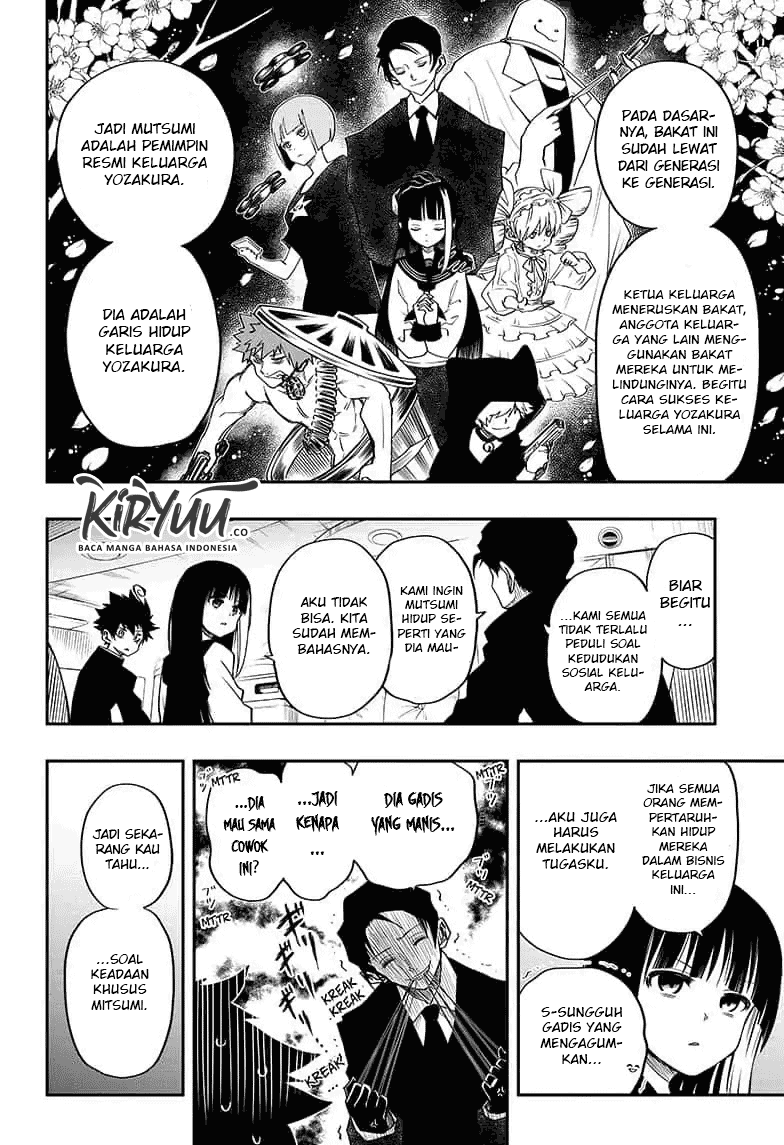 PADA DASAR-
NYA, BAKAT INI
SUDAH LEWAT
DARI GENERASI
KE GENERASI.
KETUA KELUARGA
MENERUSKAN BAKAT,
ANGGOTA KELUAR-
GA YANG LAIN MENG-
GUNAKAN BAKAT
MEREKA UNTUK ME-
LINDUNGINYA. BEGITU
CARA SUKSES KE-
LUARGA YOZAKURA
SELAMA INI.
JADI MUTSUMI
ADALAH PEMIMPIN
RESMI KELUARGA
YOZAKURA.
DIA ADALAH
GARIS HIDUP
KELUARGA
YOZAKURA.
KIRYUU.CO
BACA MANGA BAHASA INDONESIA
BIAR
BEGITU
...
...KAMI SEMUA
TIDAK TERLALU
PEDULI SOAL
KEDUDUKAN
SOSIAL KELU-
ARGA.
KAMI INGIN
MUTSUMI
HIDUP SE-
PERTI YANG
DIA MAU-
AKU TIDAK
BISA. KITA
SUDAH MEM-
BAHASNYA.
JIKA SEMUA
ORANG MEM-
PERTARUH-
KAN HIDUP
MEREKA
DALAM BISNIS
KELUARGA
INI...
...AKU JUGA
HARUS
MELAKUKAN
TUGASKU.
S-SUNGGUH
GADIS YANG
MENGAGUM-
KAN...
DIA GADIS
YANG MANIS...
...JADI
KENAPA
...
...DIA
MAU SAMA
COWOK
INI?
MTTR
MTTR
MTTR
MTTR
KREAK
KREAK
KREAK
KREAK
JADI SEKA-
RANG KAU
TAHU...
...SOAL
KEADAAN
KHUSUS
MITSUMI.